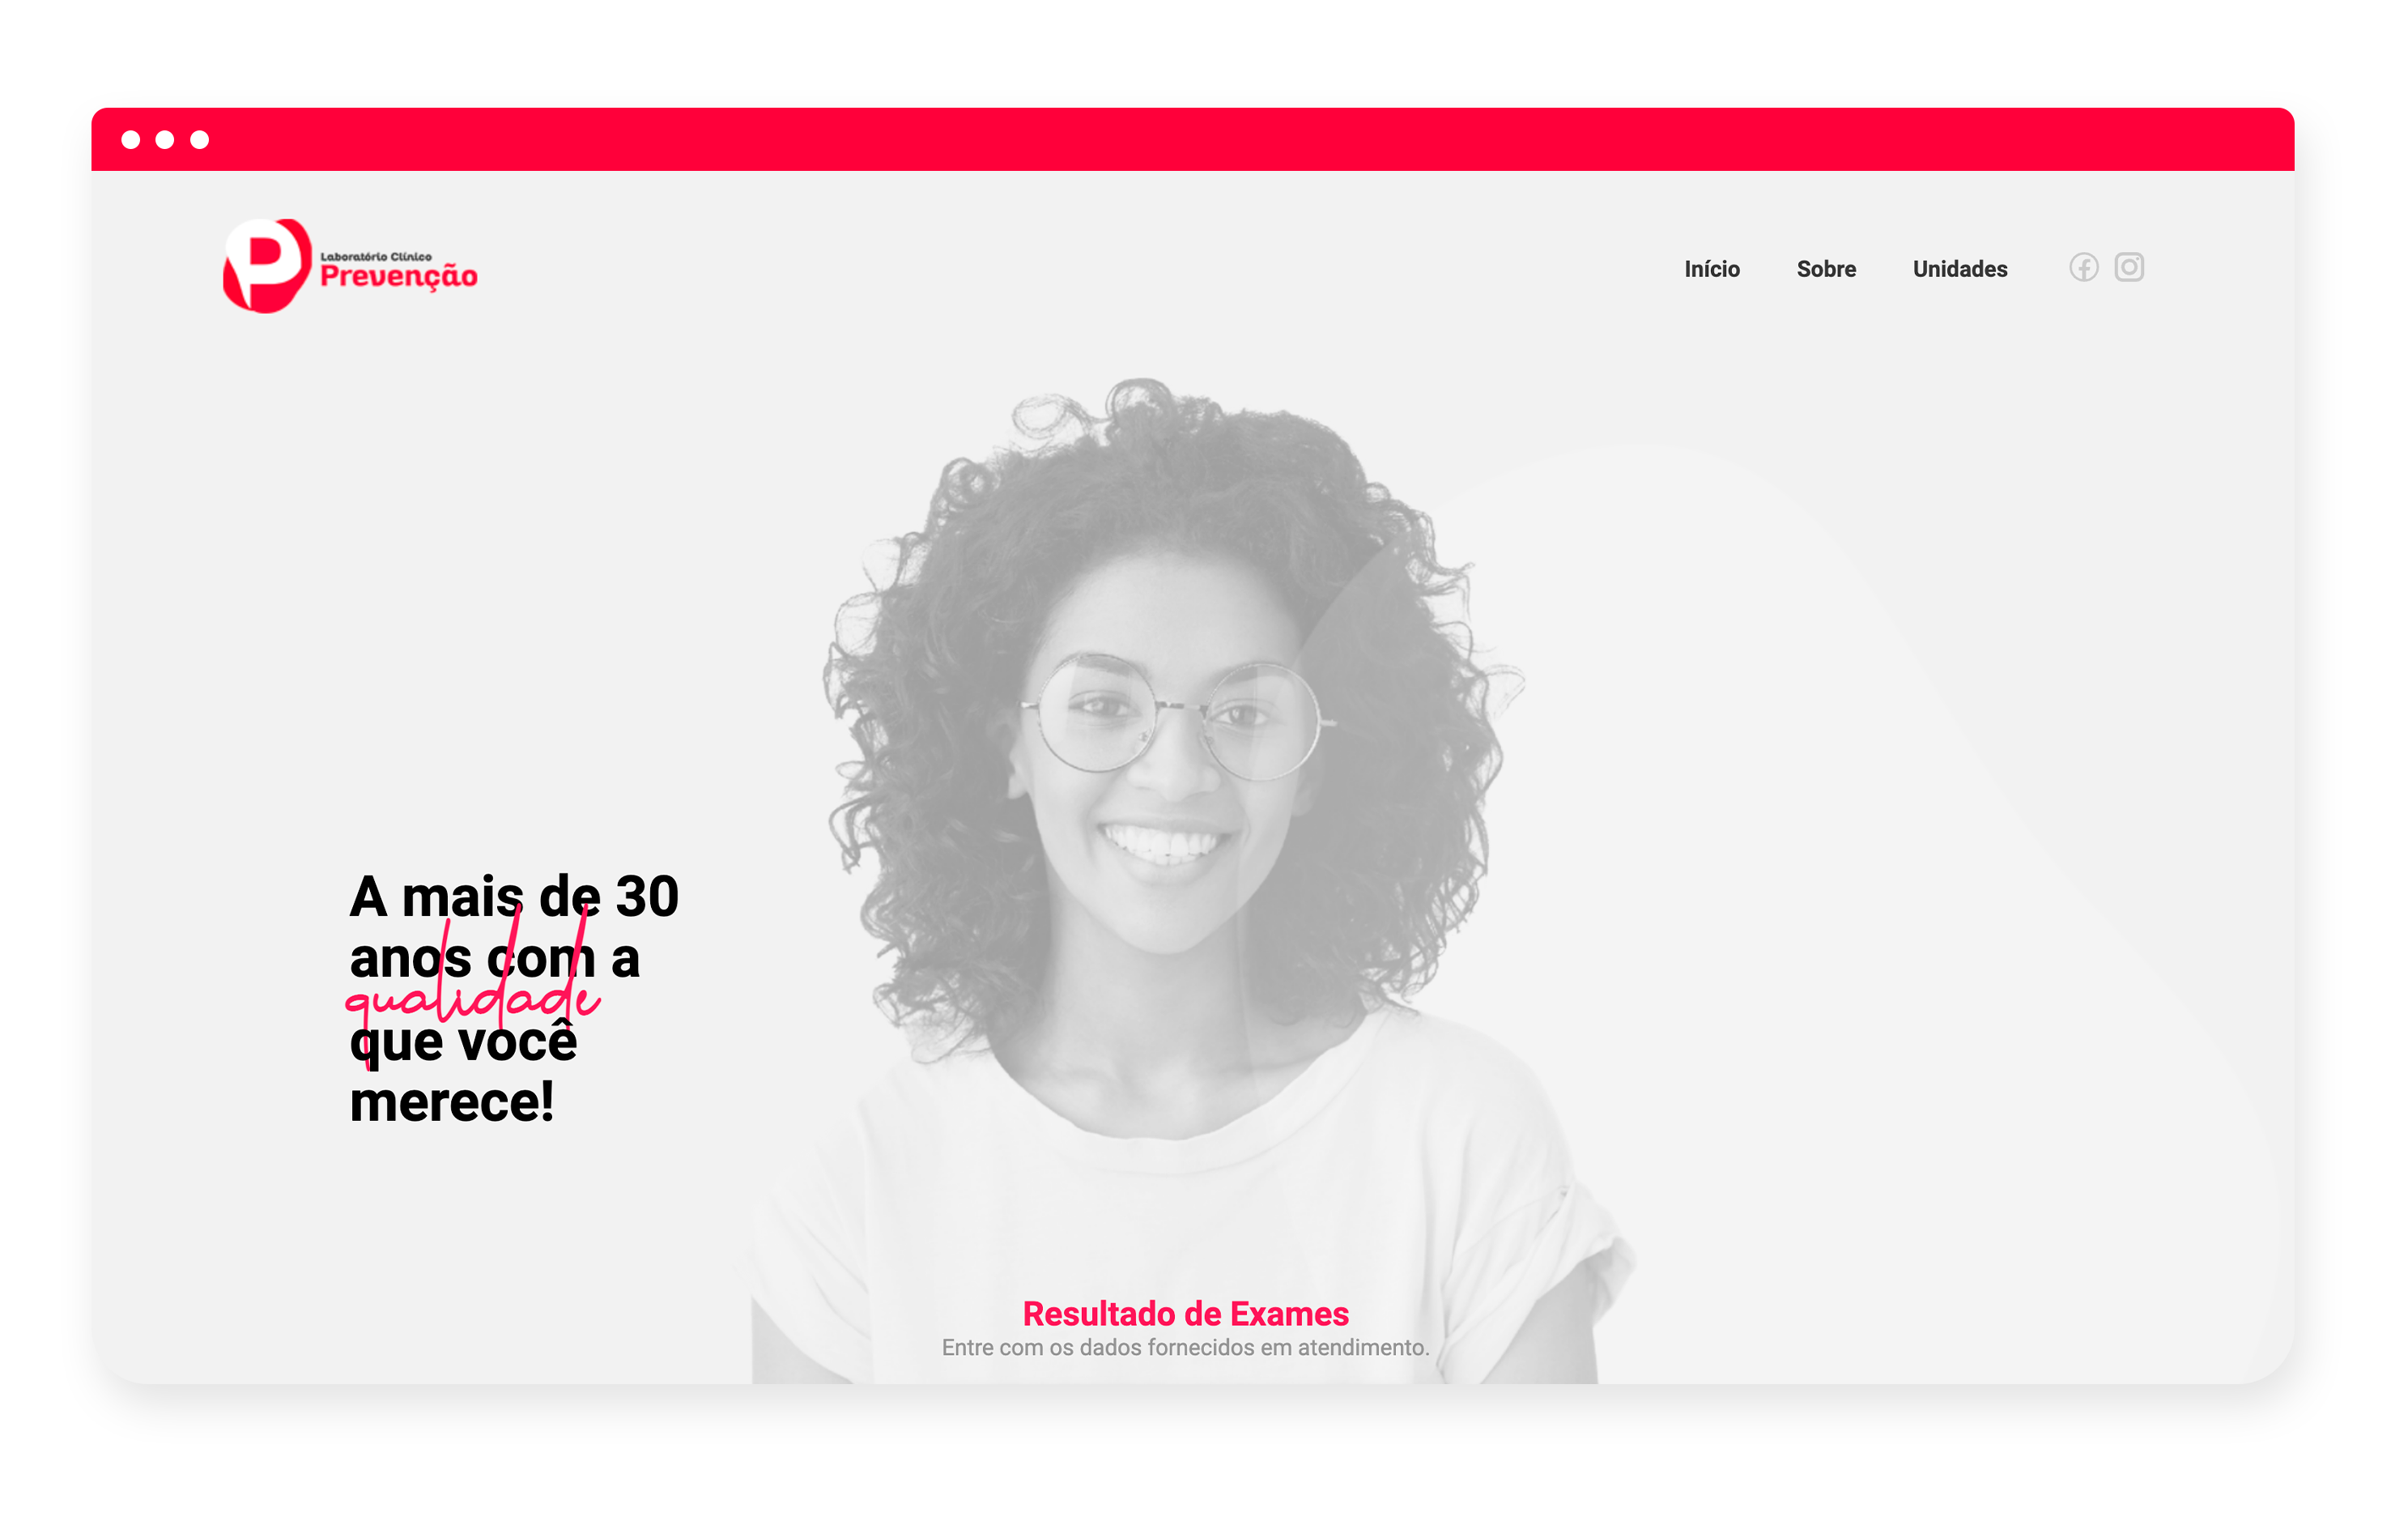 Laboratório Clínico
Prevenção
Início Sobre Unidades
A mais de 30
anos com a
qualidade
que você
merece!
Resultado de Exames
Entre com os dados fornecidos em atendimento.